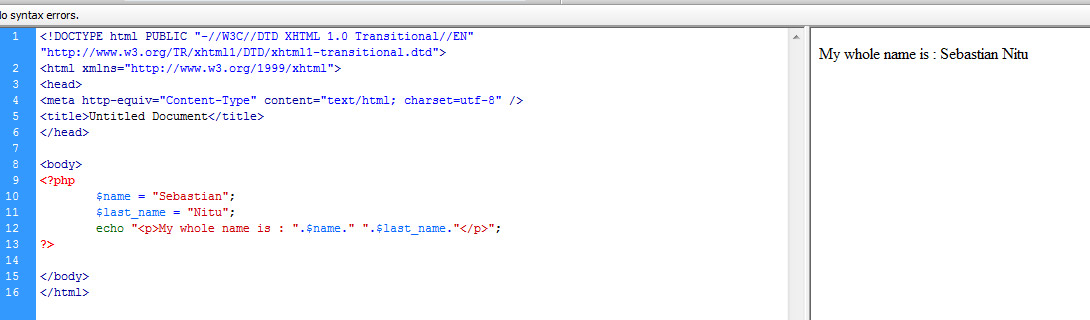 lo syntax errors.
1 <!DOCTYPE html PUBLIC "-//W3C//DTD XHTML 1.0 Transitional//EN"
"http://www.w3.org/TR/xhtml1/DTD/xhtml1-transitional.dtd">
2 <html xmlns="http://www.w3.org/1999/xhtml">
3 <head>
4 <meta http-equiv="Content-Type" content="text/html; charset=utf-8" />
5 <title>Untitled Document</title>
6 </head>
7
8 <body>
9 <?php
10 $name = "Sebastian";
11 $last_name = "Nitu";
12 echo "<p>My whole name is : ".$name." ".$last_name."</p>";
13 ?>
14
15 </body>
16 </html>
My whole name is : Sebastian Nitu